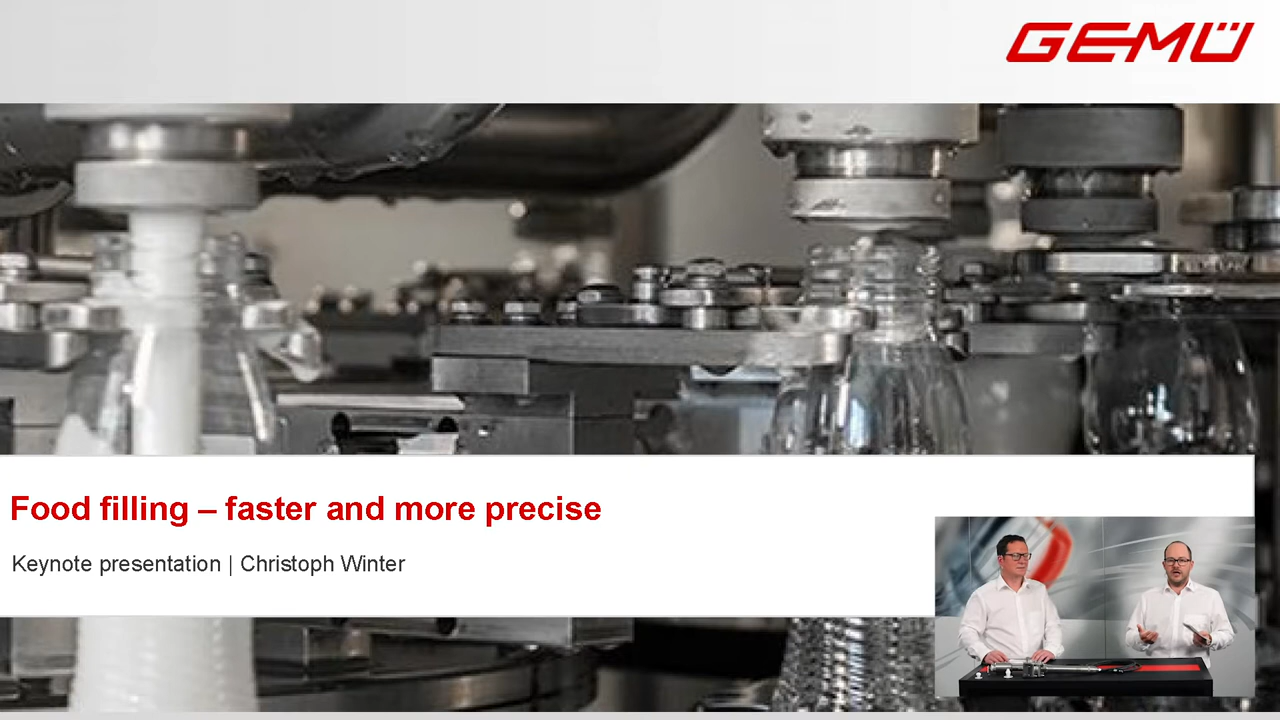 GEMÜ
Food filling – faster and more precise
Keynote presentation | Christoph Winter